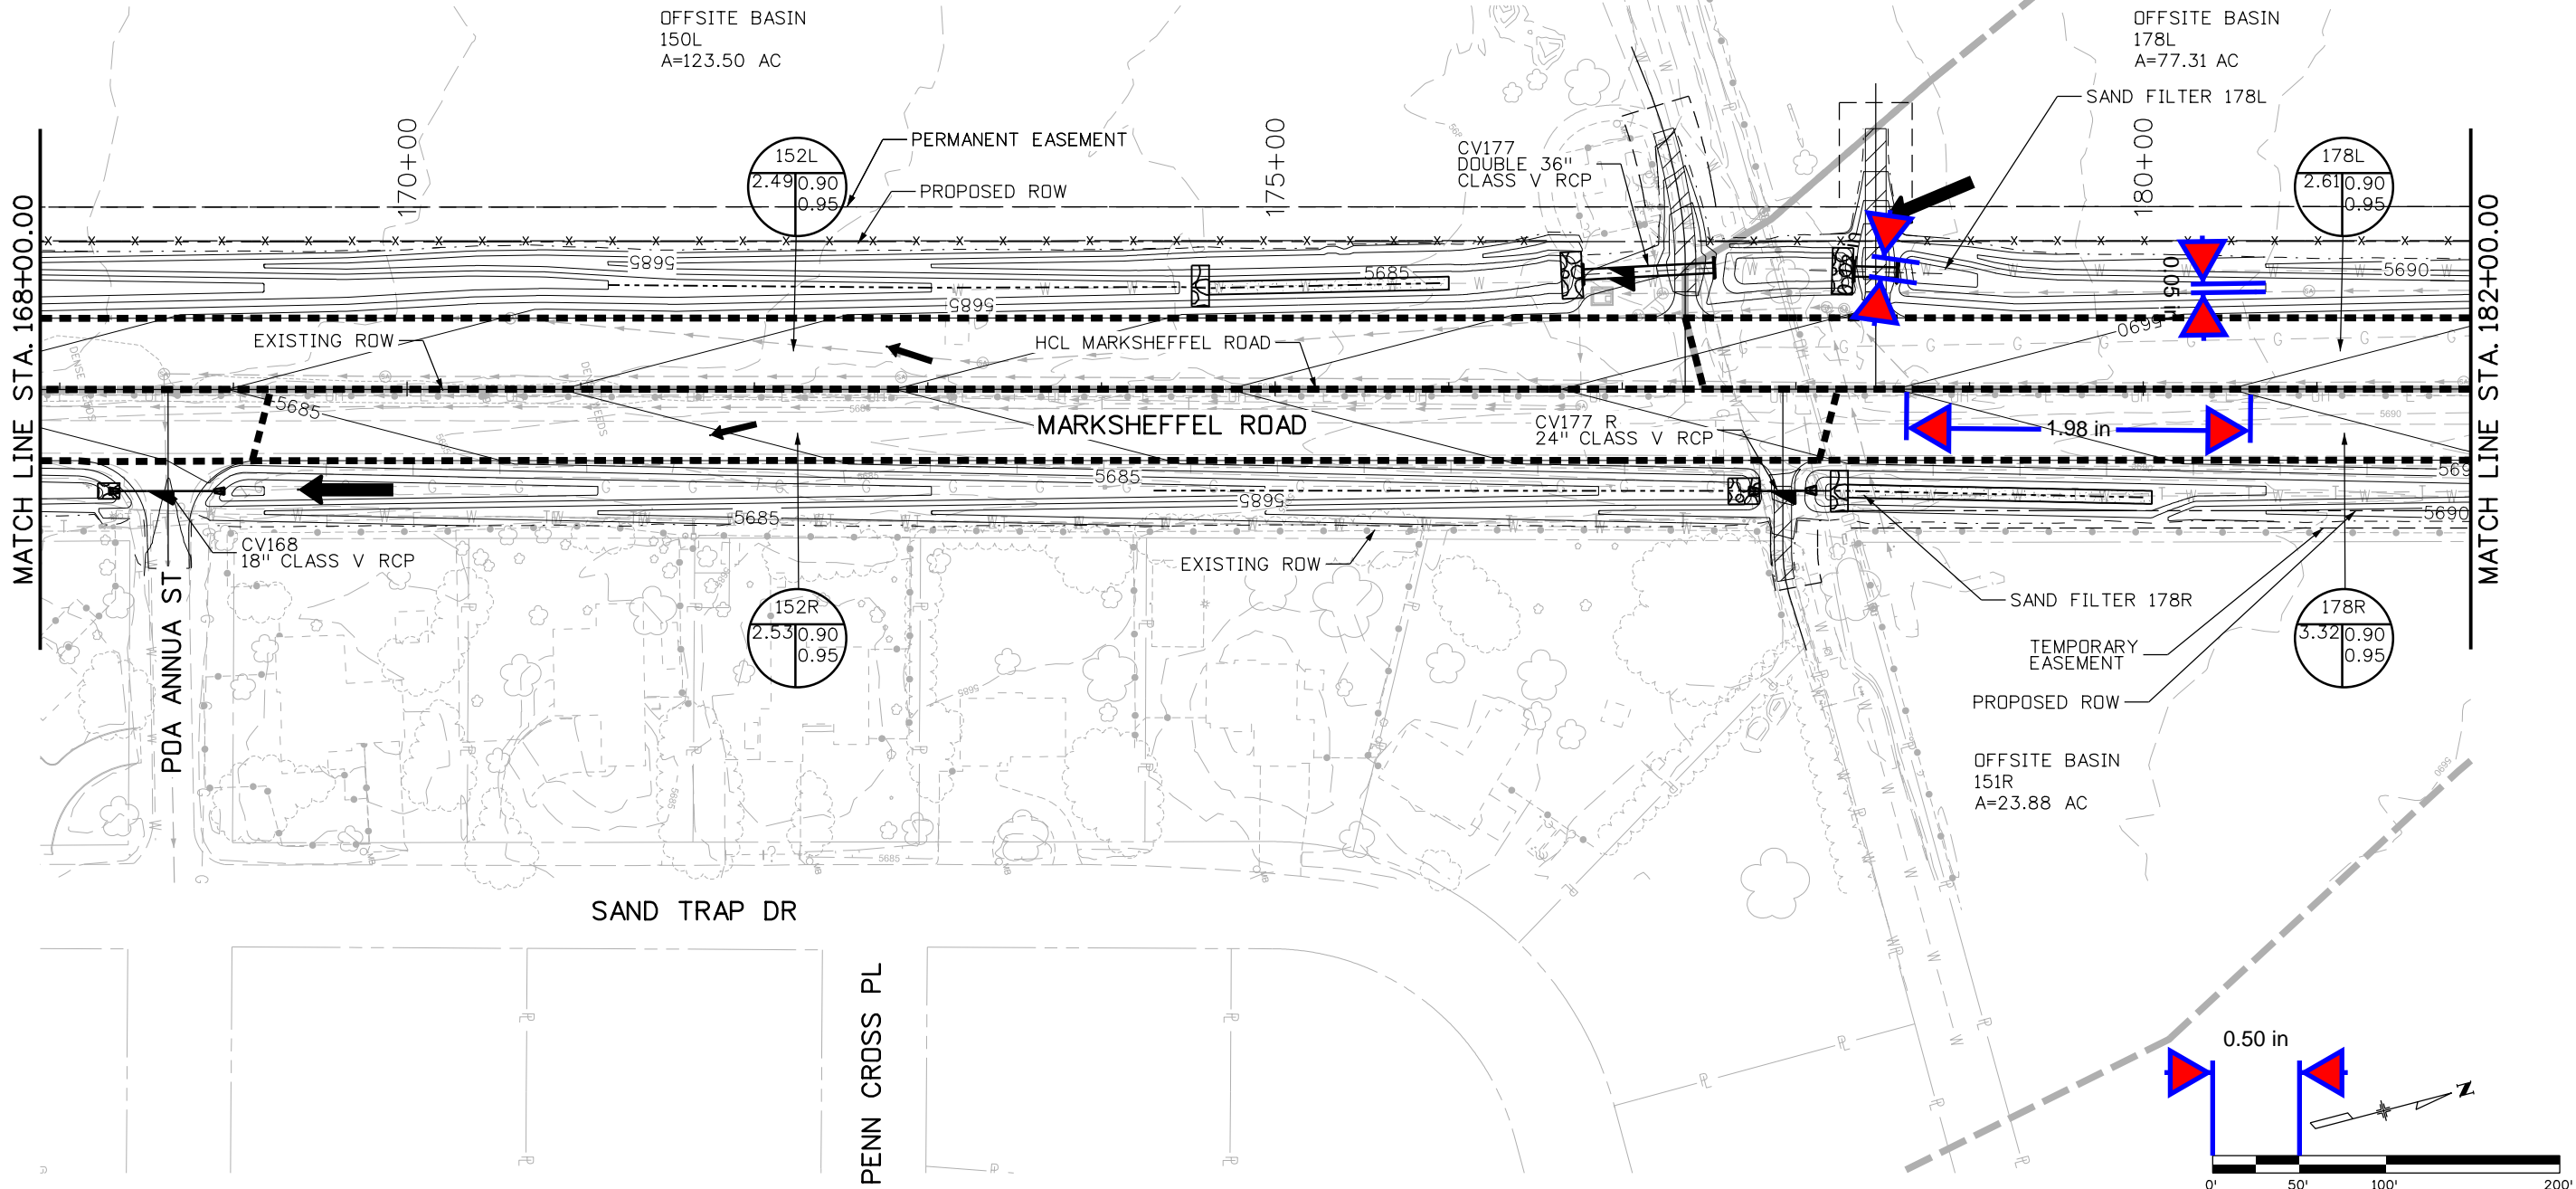 OFFSITE BASIN
150L
A=123.50 AC
OFFSITE BASIN
178L
A=77.31 AC
SAND FILTER 178L
170+00
175+00
180+00
152L
2.49 0.90
0.95
PERMANENT EASEMENT
PROPOSED ROW
CV177
DOUBLE 36"
CLASS V RCP
178L
2.61 0.90
0.95
MATCH LINE STA. 168+00.00
MATCH LINE STA. 182+00.00
5685
5685
5685
5690
0.05 in
5690
EXISTING ROW
HCL MARKSHEFFEL ROAD
5685
MARKSHEFFEL ROAD
CV177 R
24" CLASS V RCP
1.98 in
5685
5685
5685
5690
CV168
18" CLASS V RCP
EXISTING ROW
POA ANNUA ST
152R
2.53 0.90
0.95
SAND FILTER 178R
TEMPORARY
EASEMENT
PROPOSED ROW
178R
3.32 0.90
0.95
OFFSITE BASIN
151R
A=23.88 AC
SAND TRAP DR
PENN CROSS PL
0.50 in
N
0' 50' 100' 200'